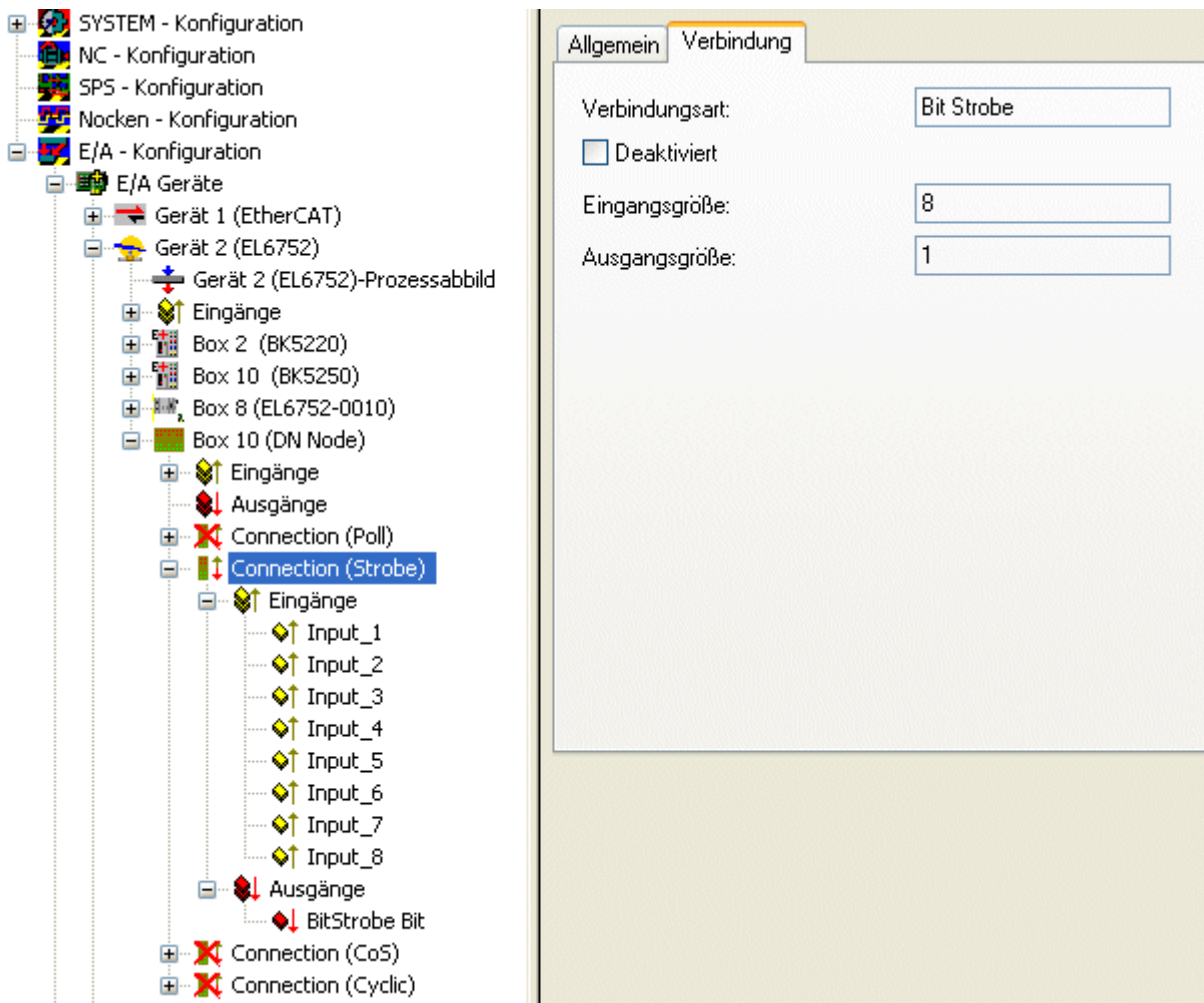 SYSTEM - Konfiguration
NC - Konfiguration
SPS - Konfiguration
Nocken - Konfiguration
E/A - Konfiguration
E/A Geräte
Gerät 1 (EtherCAT)
Gerät 2 (EL6752)
Gerät 2 (EL6752)-Prozessabbild
Eingänge
Box 2 (BK5220)
Box 10 (BK5250)
Box 8 (EL6752-0010)
Box 10 (DN Node)
Eingänge
Ausgänge
Connection (Poll)
Connection (Strobe)
Eingänge
Input_1
Input_2
Input_3
Input_4
Input_5
Input_6
Input_7
Input_8
Ausgänge
BitStrobe Bit
Connection (CoS)
Connection (Cyclic)
Allgemein Verbindung
Verbindungsart: Bit Strobe
Deaktiviert
Eingangsgröße: 8
Ausgangsgröße: 1